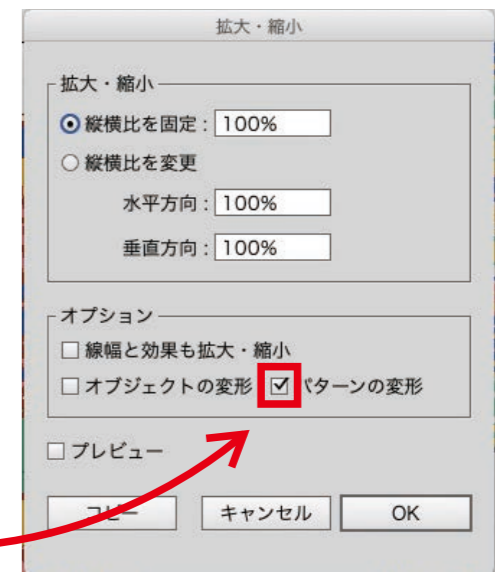 拡大・縮小
拡大・縮小
縦横比を固定 : 100%
縦横比を変更
水平方向 : 100%
垂直方向 : 100%
オプション
線幅と効果も拡大・縮小
オブジェクトの変形 パターンの変形
プレビュー
コピー キャンセル OK